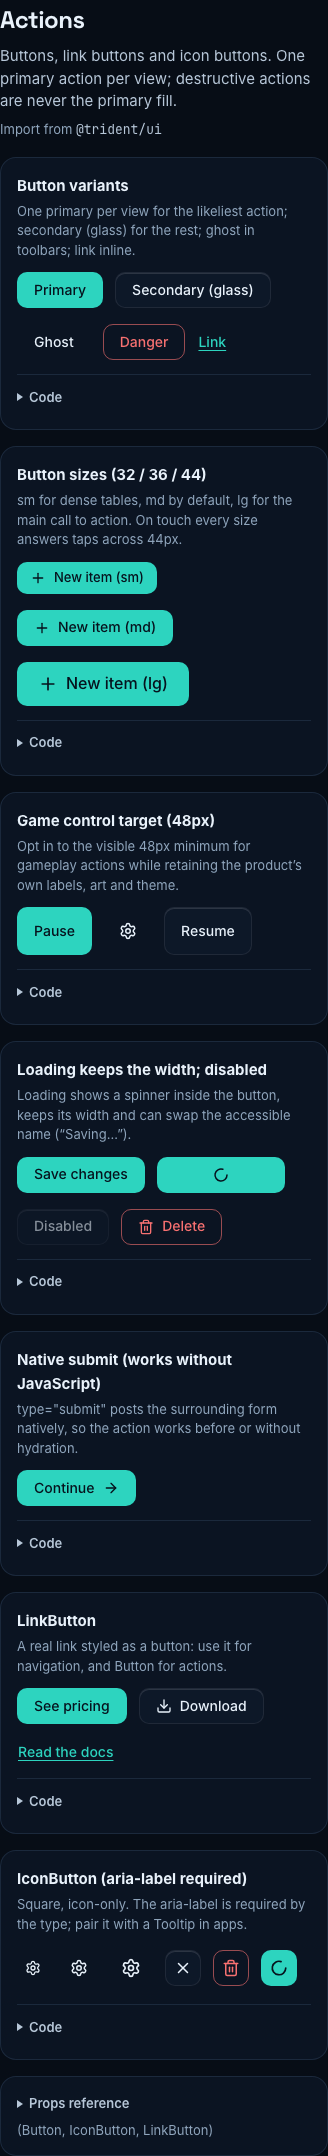 Actions
Buttons, link buttons and icon buttons. One
primary action per view; destructive actions
are never the primary fill.
Import from @trident/ui
Button variants
One primary per view for the likeliest action;
secondary (glass) for the rest; ghost in
toolbars; link inline.
Primary Secondary (glass)
Ghost Danger Link
Code
Button sizes (32 / 36 / 44)
sm for dense tables, md by default, lg for the
main call to action. On touch every size
answers taps across 44px.
New item (sm)
New item (md)
New item (lg)
Code
Game control target (48px)
Opt in to the visible 48px minimum for
gameplay actions while retaining the product’s
own labels, art and theme.
Pause Resume
Code
Loading keeps the width; disabled
Loading shows a spinner inside the button,
keeps its width and can swap the accessible
name (“Saving…”).
Save changes
Disabled Delete
Code
Native submit (works without
JavaScript)
type="submit" posts the surrounding form
natively, so the action works before or without
hydration.
Continue
Code
LinkButton
A real link styled as a button: use it for
navigation, and Button for actions.
See pricing Download
Read the docs
Code
IconButton (aria-label required)
Square, icon-only. The aria-label is required by
the type; pair it with a Tooltip in apps.
Code
Props reference
(Button, IconButton, LinkButton)